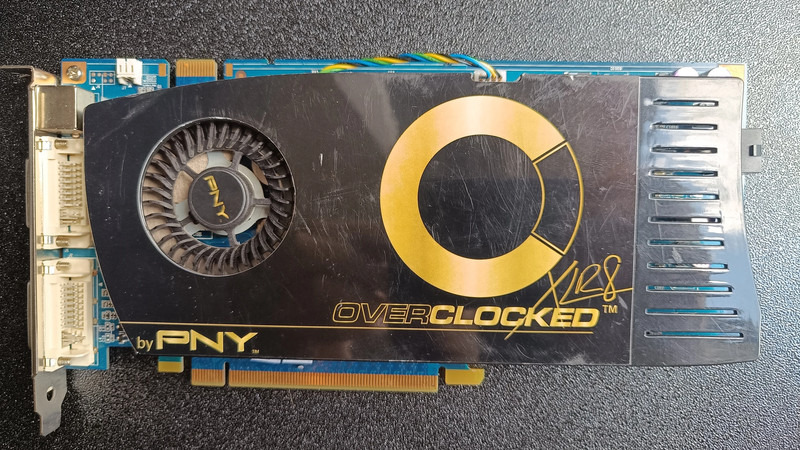 PNY
XLR8
OVERCLOCKED™
by PNY™